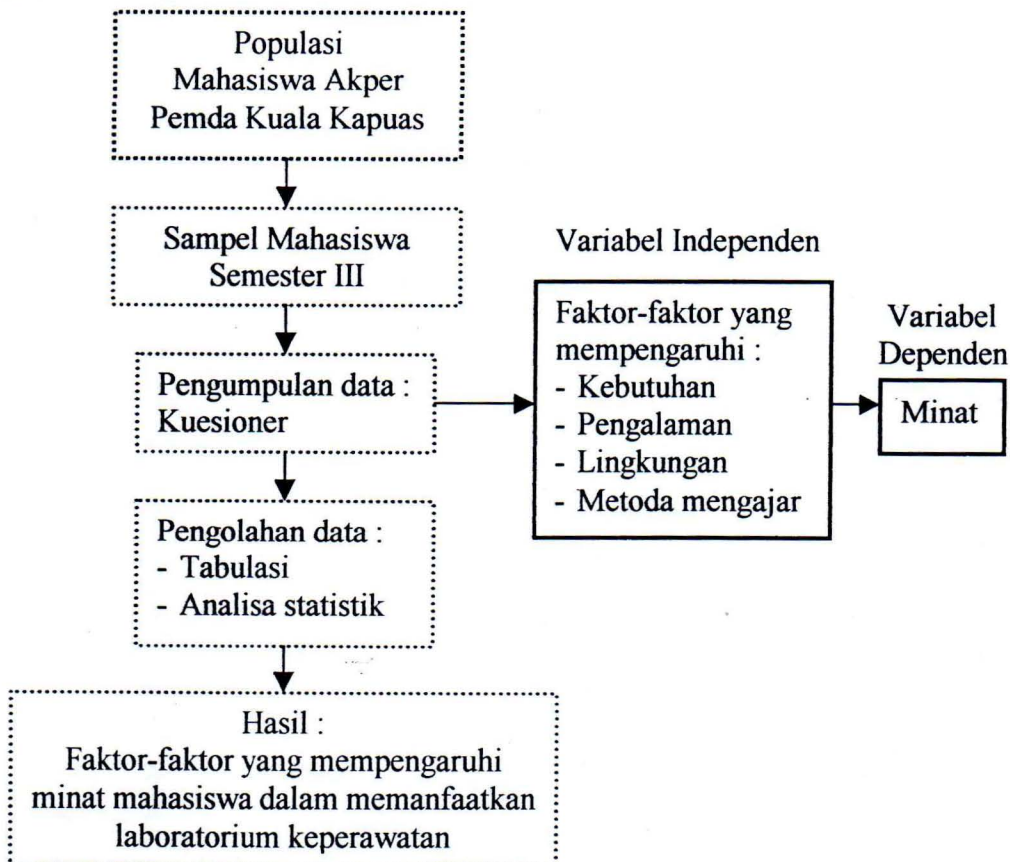 Populasi
Mahasiswa Akper
Pemda Kuala Kapuas
Sampel Mahasiswa
Semester III
Pengumpulan data :
Kuesioner
Variabel Independen
Faktor-faktor yang
mempengaruhi :
- Kebutuhan
- Pengalaman
- Lingkungan
- Metoda mengajar
Variabel
Dependen
Minat
Pengolahan data :
- Tabulasi
- Analisa statistik
Hasil :
Faktor-faktor yang mempengaruhi
minat mahasiswa dalam memanfaatkan
laboratorium keperawatan